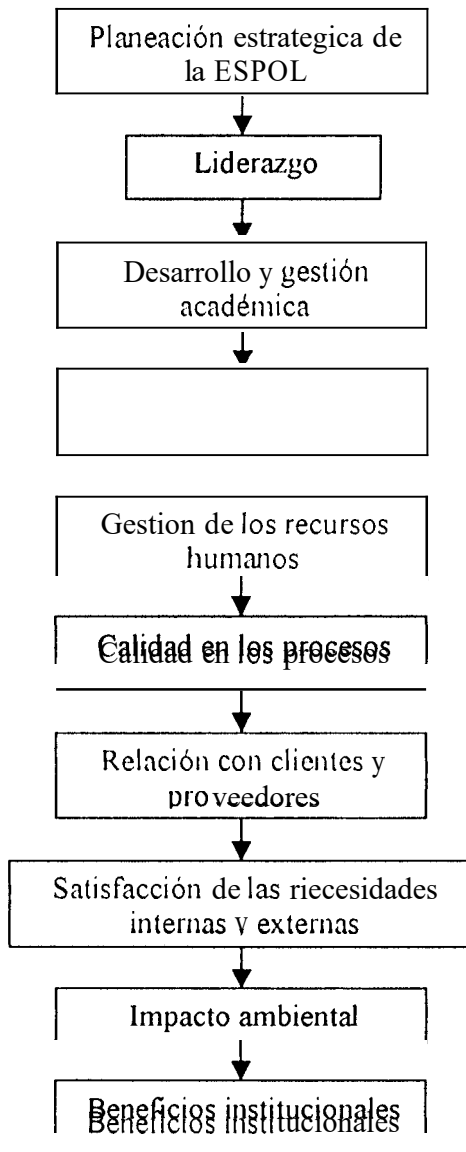 Planeación estrategica de
la ESPOL
Liderazgo
Desarrollo y gestión
académica
Gestion de los recursos
humanos
Calidad en los procesos
Relación con clientes y
proveedores
Satisfacción de las riecesidades
internas y externas
Impacto ambiental
Beneficios institucionales